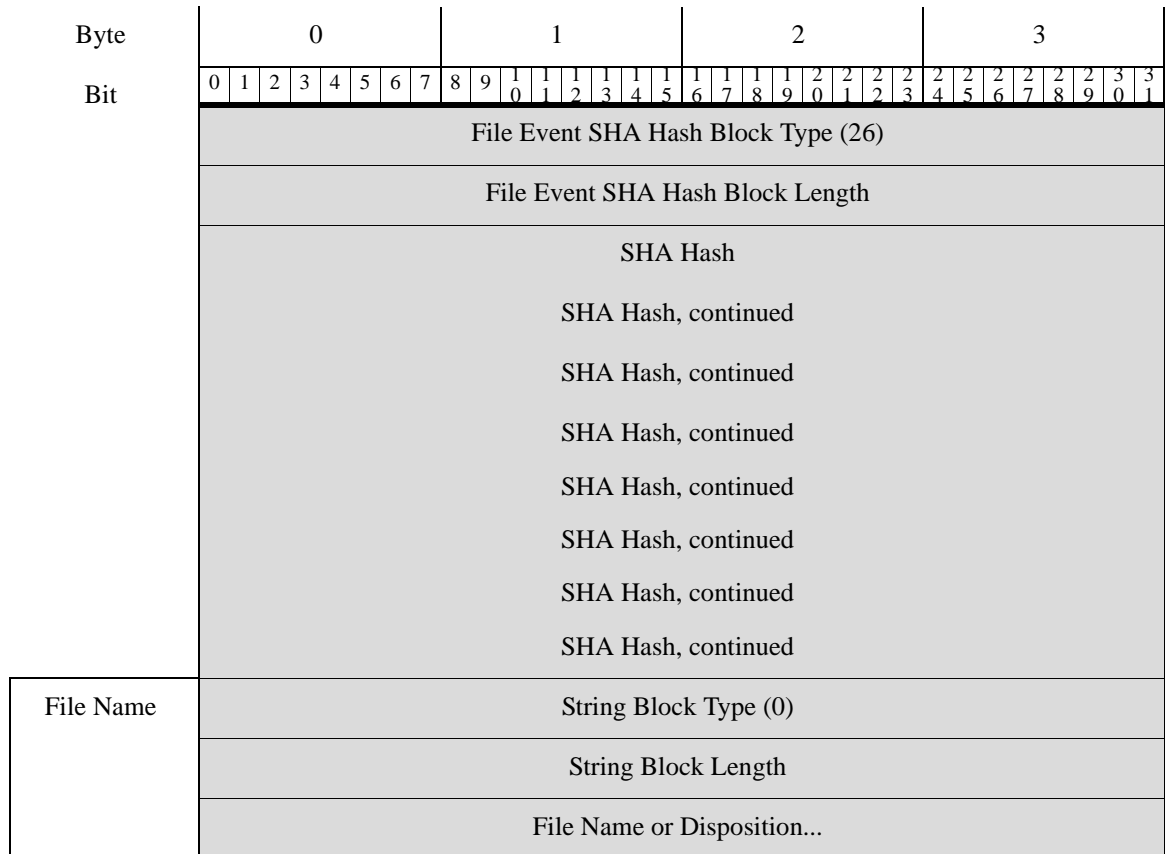 Byte 0 1 2 3
Bit 0 1 2 3 4 5 6 7 8 9 10 11 12 13 14 15 16 17 18 19 20 21 22 23 24 25 26 27 28 29 30 31
File Event SHA Hash Block Type (26)
File Event SHA Hash Block Length
SHA Hash
SHA Hash, continued
SHA Hash, continued
SHA Hash, continued
SHA Hash, continued
SHA Hash, continued
SHA Hash, continued
SHA Hash, continued
File Name String Block Type (0)
String Block Length
File Name or Disposition...